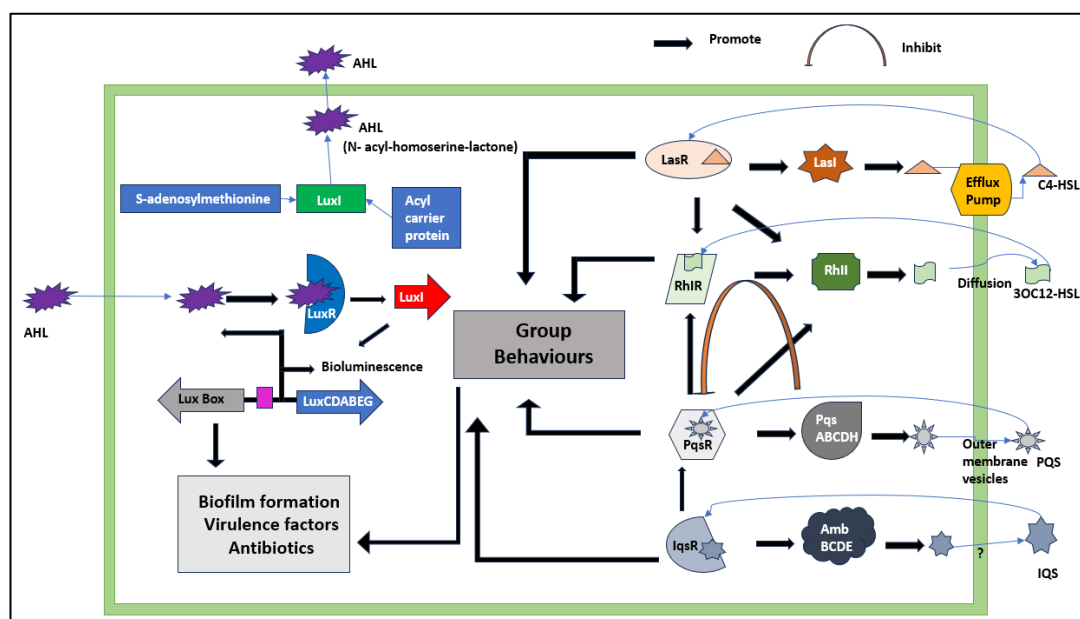 Promote
Inhibit
AHL
AHL
(N- acyl-homoserine-lactone)
S-adenosylmethionine
LuxI
Acyl
carrier
protein
LasR
LasI
Efflux
Pump
C4-HSL
RhlR
RhlI
Diffusion
3OC12-HSL
AHL
LuxR
LuxI
Bioluminescence
Lux Box
LuxCDABEG
Group
Behaviours
PqsR
Pqs
ABCDH
Outer
membrane
vesicles
PQS
Biofilm formation
Virulence factors
Antibiotics
IqsR
Amb
BCDE
?
IQS